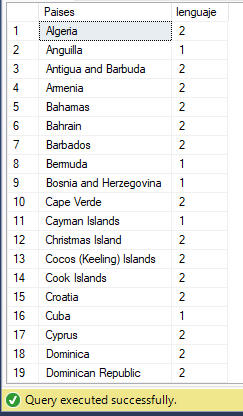 Paises lenguaje
1 Algeria 2
2 Anguilla 1
3 Antigua and Barbuda 2
4 Armenia 2
5 Bahamas 2
6 Bahrain 2
7 Barbados 2
8 Bermuda 1
9 Bosnia and Herzegovina 1
10 Cape Verde 2
11 Cayman Islands 1
12 Christmas Island 2
13 Cocos (Keeling) Islands 2
14 Cook Islands 2
15 Croatia 2
16 Cuba 1
17 Cyprus 2
18 Dominica 2
19 Dominican Republic 2
Query executed successfully.